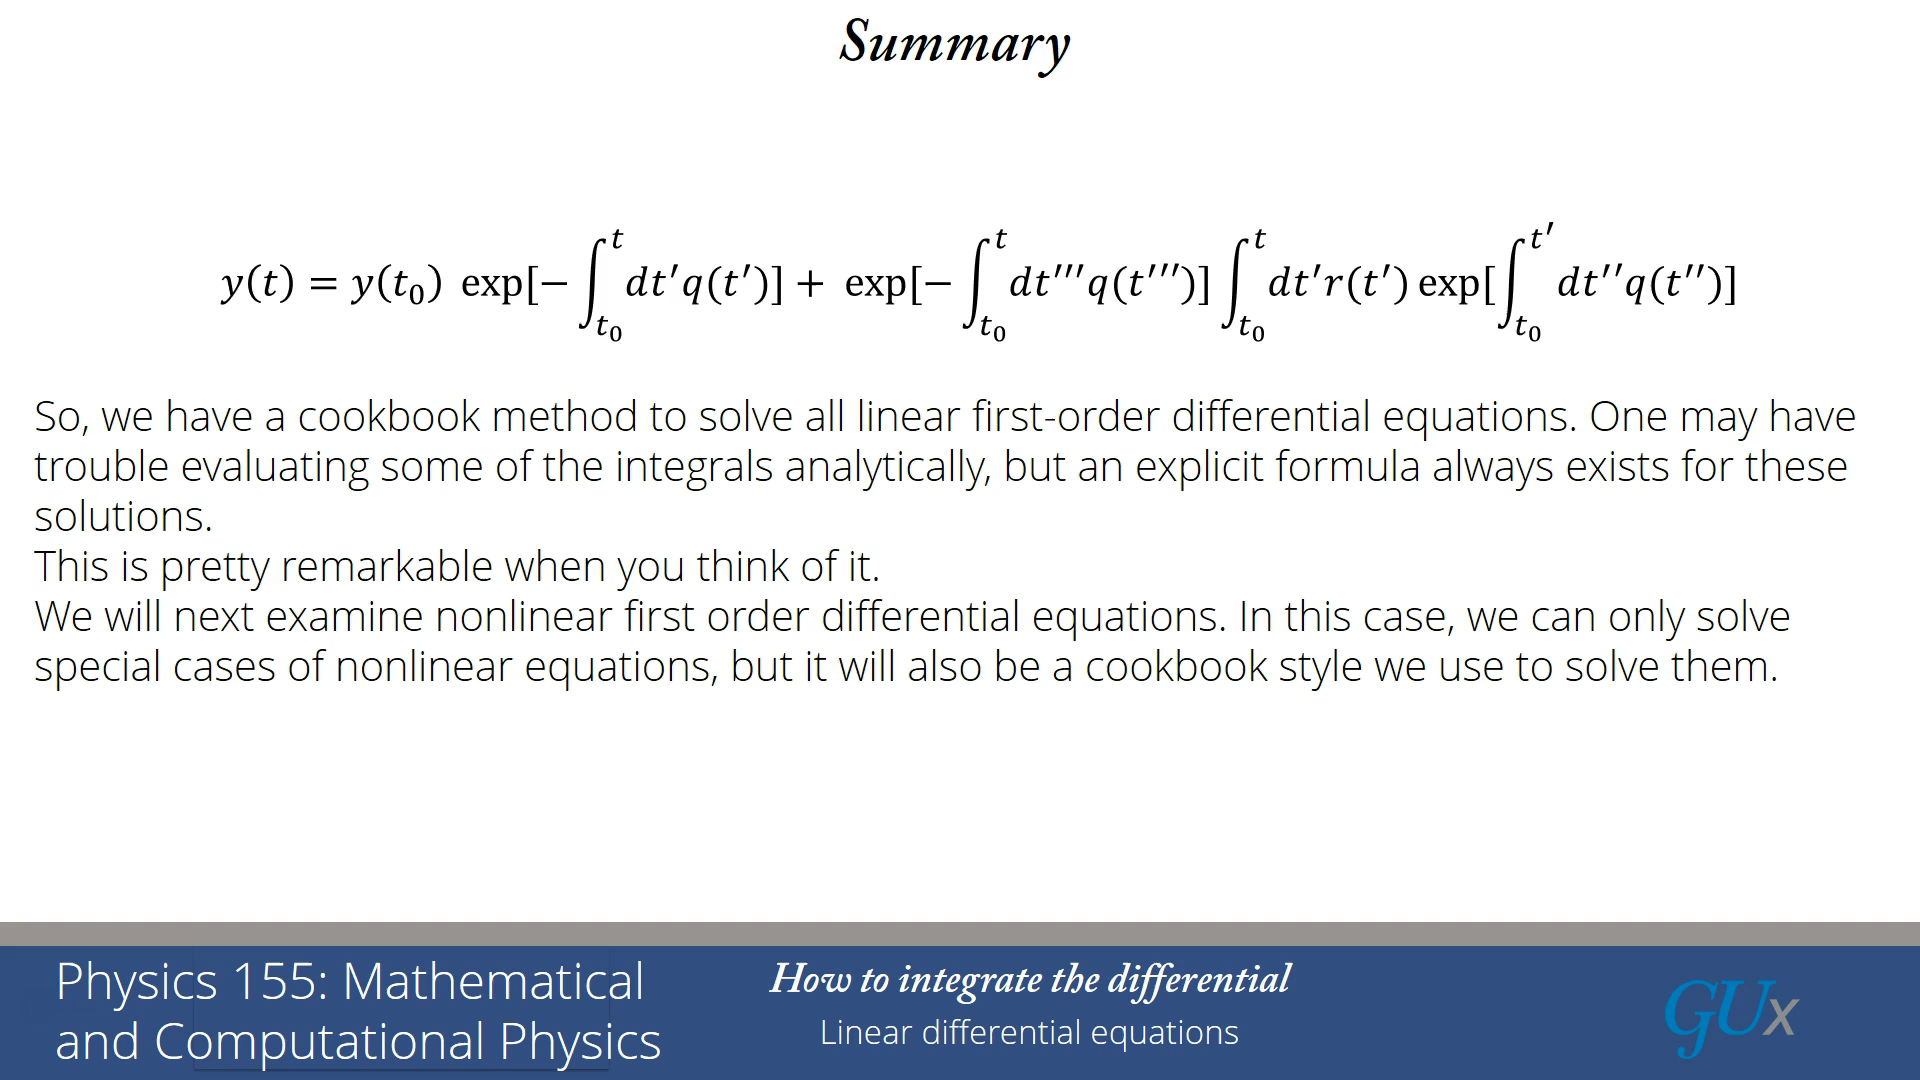 Summary
y(t) = y(t₀) exp[−∫_{t₀}^{t} dt′q(t′)] + exp[−∫_{t₀}^{t} dt‴q(t‴)] ∫_{t₀}^{t} dt′r(t′) exp[∫_{t₀}^{t′} dt″q(t″)]
So, we have a cookbook method to solve all linear first-order differential equations. One may have
trouble evaluating some of the integrals analytically, but an explicit formula always exists for these
solutions.
This is pretty remarkable when you think of it.
We will next examine nonlinear first order differential equations. In this case, we can only solve
special cases of nonlinear equations, but it will also be a cookbook style we use to solve them.
Physics 155: Mathematical
and Computational Physics
How to integrate the differential
Linear differential equations
GUx